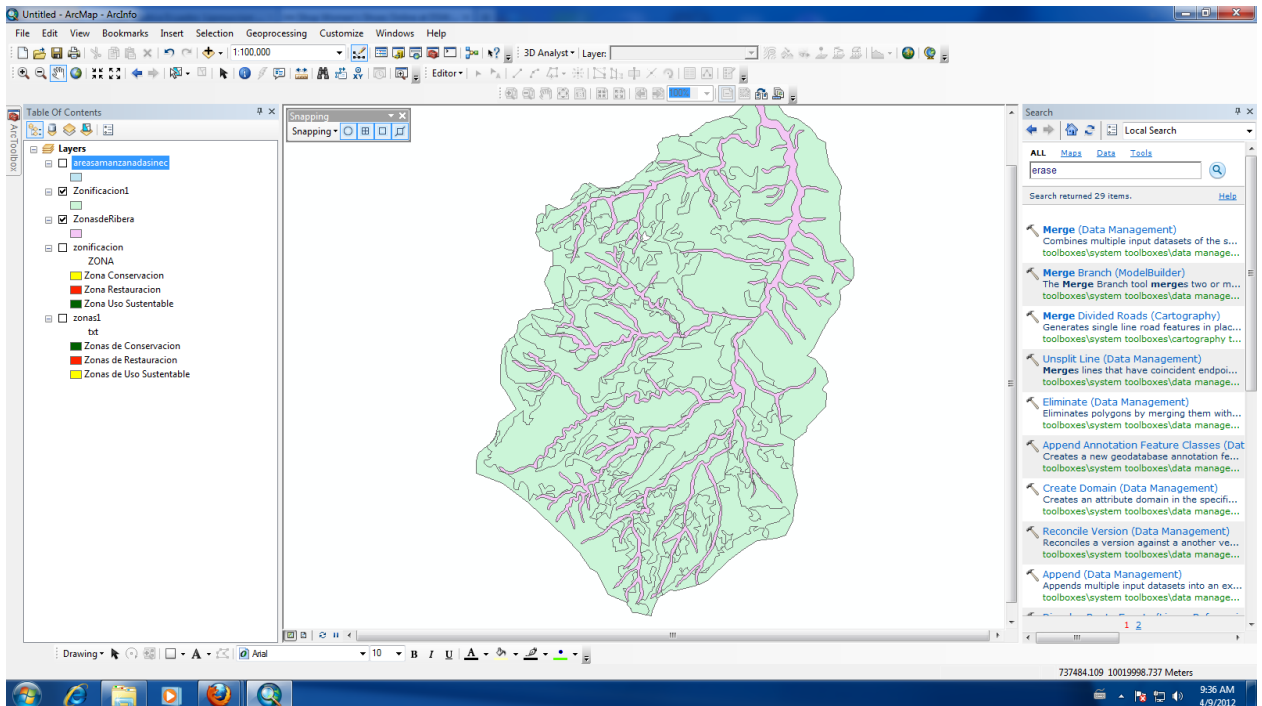 Untitled - ArcMap - ArcInfo
File Edit View Bookmarks Insert Selection Geoprocessing Customize Windows Help
1:100,000
3D Analyst Layer:
Editor
100%
Table Of Contents
ArcToolbox
Layers
areasamanzanadasinec
Zonificacion1
ZonasdeRibera
zonificacion
ZONA
Zona Conservacion
Zona Restauracion
Zona Uso Sustentable
zonas1
txt
Zonas de Conservacion
Zonas de Restauracion
Zonas de Uso Sustentable
Snapping
Snapping
Search
Local Search
ALL Maps Data Tools
erase
Search returned 29 items. Help
Merge (Data Management)
Combines multiple input datasets of the s...
toolboxes\system toolboxes\data manage...
Merge Branch (ModelBuilder)
The Merge Branch tool merges two or m...
toolboxes\system toolboxes\data manage...
Merge Divided Roads (Cartography)
Generates single line road features in plac...
toolboxes\system toolboxes\cartography t...
Unsplit Line (Data Management)
Merges lines that have coincident endpoi...
toolboxes\system toolboxes\data manage...
Eliminate (Data Management)
Eliminates polygons by merging them with...
toolboxes\system toolboxes\data manage...
Append Annotation Feature Classes (Dat
Creates a new geodatabase annotation fe...
toolboxes\system toolboxes\data manage...
Create Domain (Data Management)
Creates an attribute domain in the specifi...
toolboxes\system toolboxes\data manage...
Reconcile Version (Data Management)
Reconciles a version against a another ve...
toolboxes\system toolboxes\data manage...
Append (Data Management)
Appends multiple input datasets into an ex...
toolboxes\system toolboxes\data manage...
1 2
Drawing A Arial 10 B I U A
737484.109 10019998.737 Meters
9:36 AM
4/9/2012